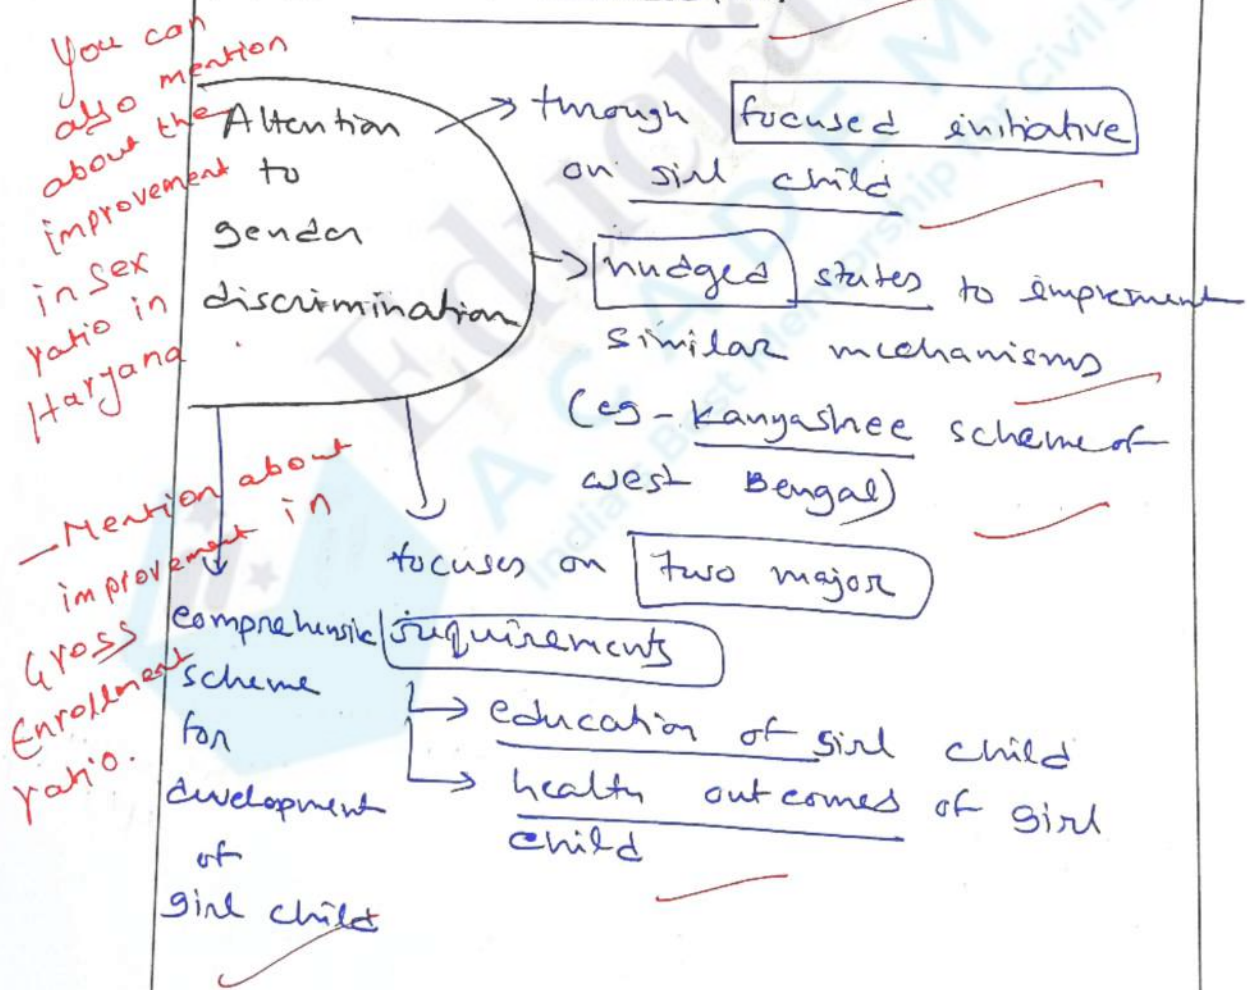 You can
also mention
about the
improvement
in sex
ratio in
Haryana
Attention
to
gender
discrimination
through focused initiative
on girl child
nudged states to implement
similar mechanisms
(eg - Kanyashree scheme of
West Bengal)
- Mention about
improvement in
Gross
Enrollment
ratio.
comprehensive
scheme
for
development
of
girl child
focuses on two major
requirements
education of girl child
health outcomes of girl
child
ACADEM